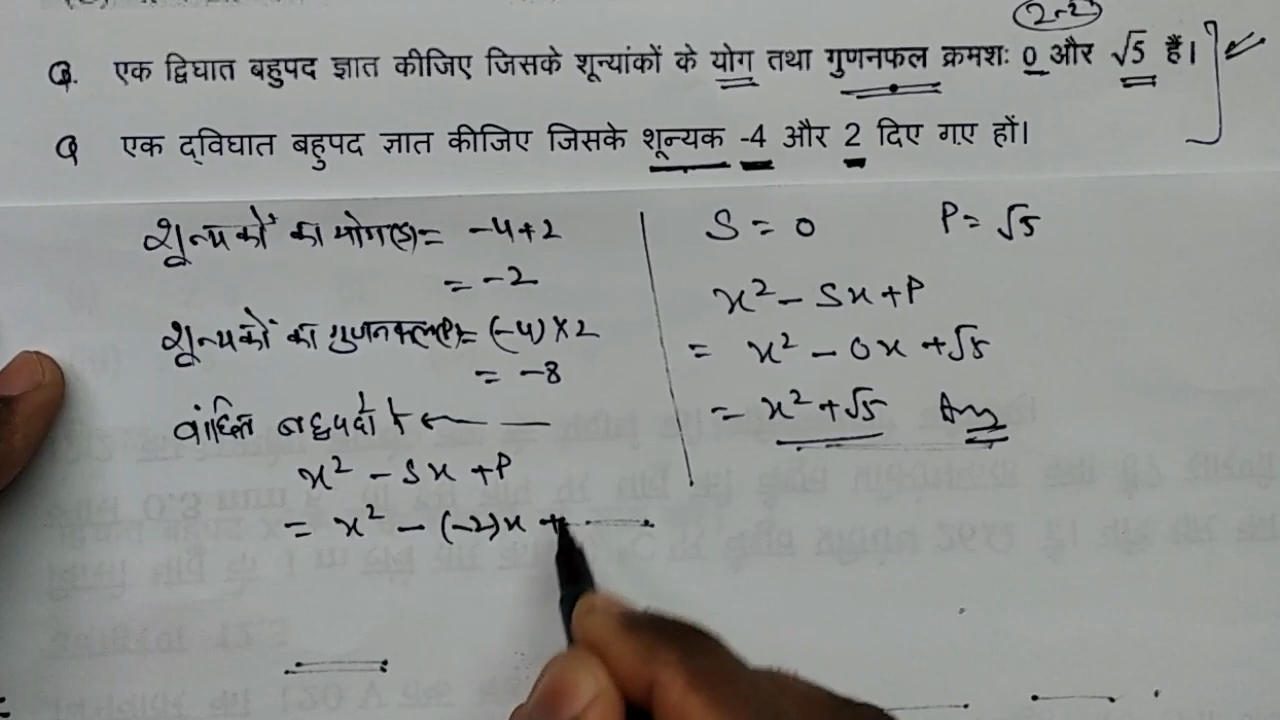 2-2
Q. एक द्विघात बहुपद ज्ञात कीजिए जिसके शून्यांकों के योग तथा गुणनफल क्रमशः 0 और √5 हैं।
Q एक द्विघात बहुपद ज्ञात कीजिए जिसके शून्यक -4 और 2 दिए गए हों।
शून्यकों का योग(S) = -4+2
= -2
शून्यकों का गुणनफल(P) = (-4) × 2
= -8
वांछित बहुपद
x² - Sx + P
= x² - (-2)x +
S = 0 P = √5
x² - Sx + P
= x² - 0x + √5
= x² + √5 Ans